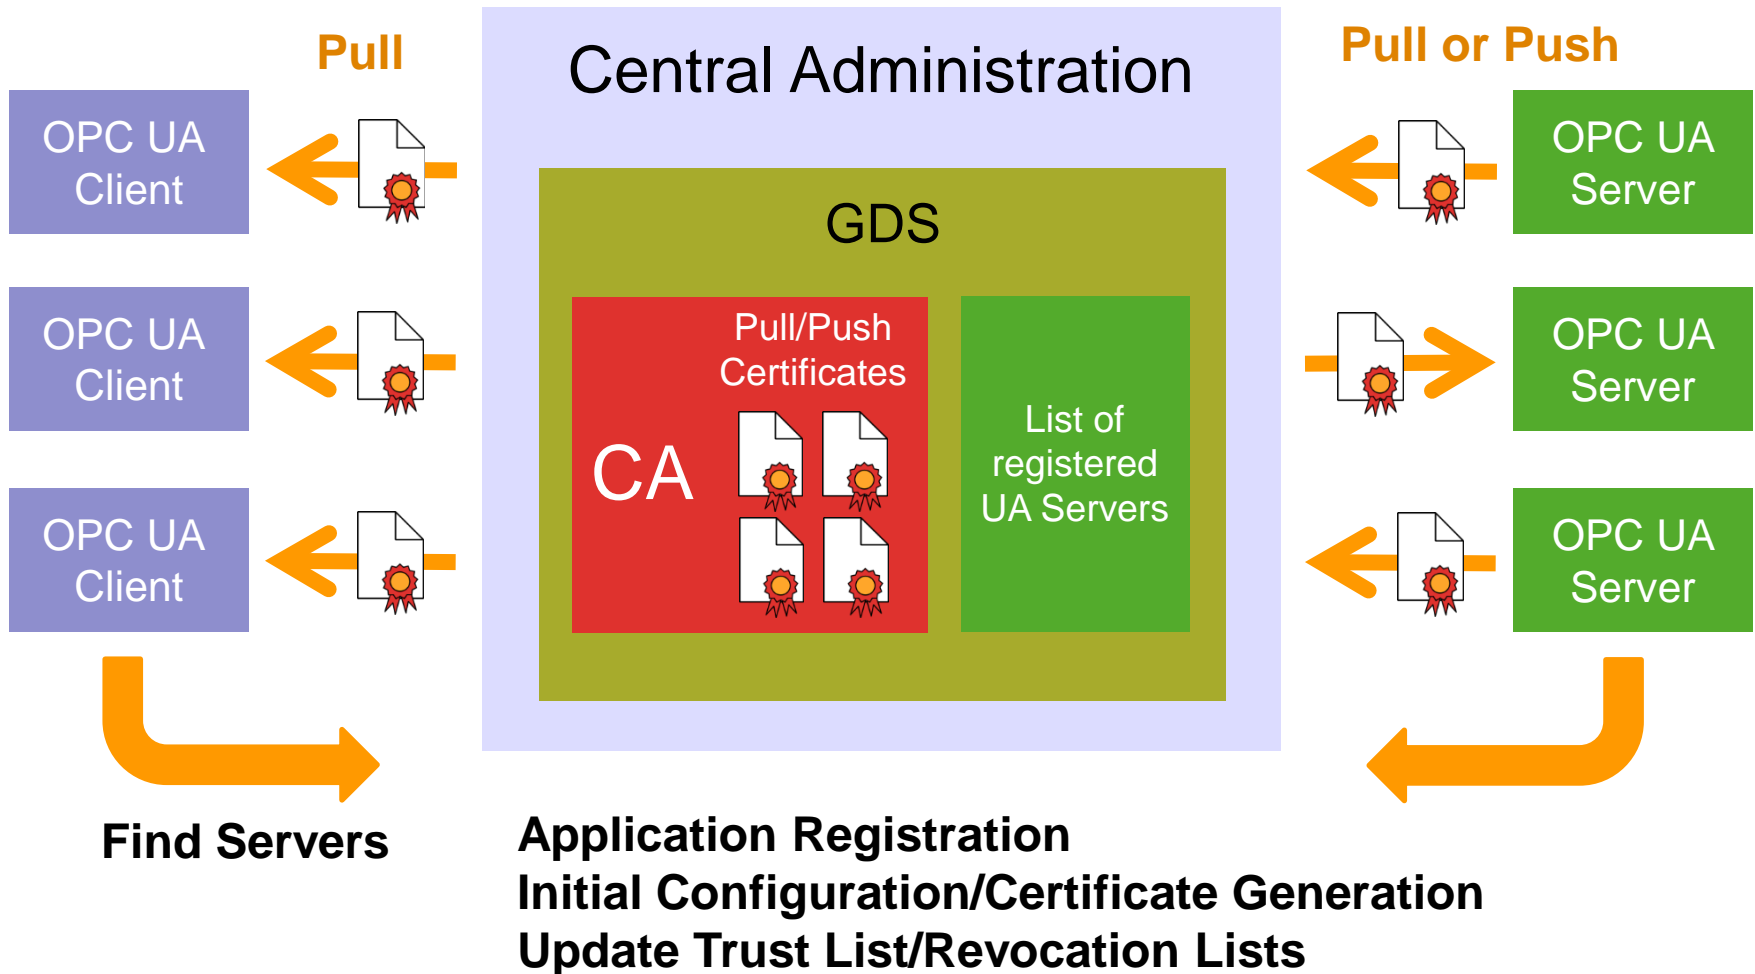 Pull
Central Administration
Pull or Push
OPC UA
Client
OPC UA
Client
OPC UA
Client
GDS
Pull/Push
Certificates
CA
List of
registered
UA Servers
OPC UA
Server
OPC UA
Server
OPC UA
Server
Find Servers
Application Registration
Initial Configuration/Certificate Generation
Update Trust List/Revocation Lists